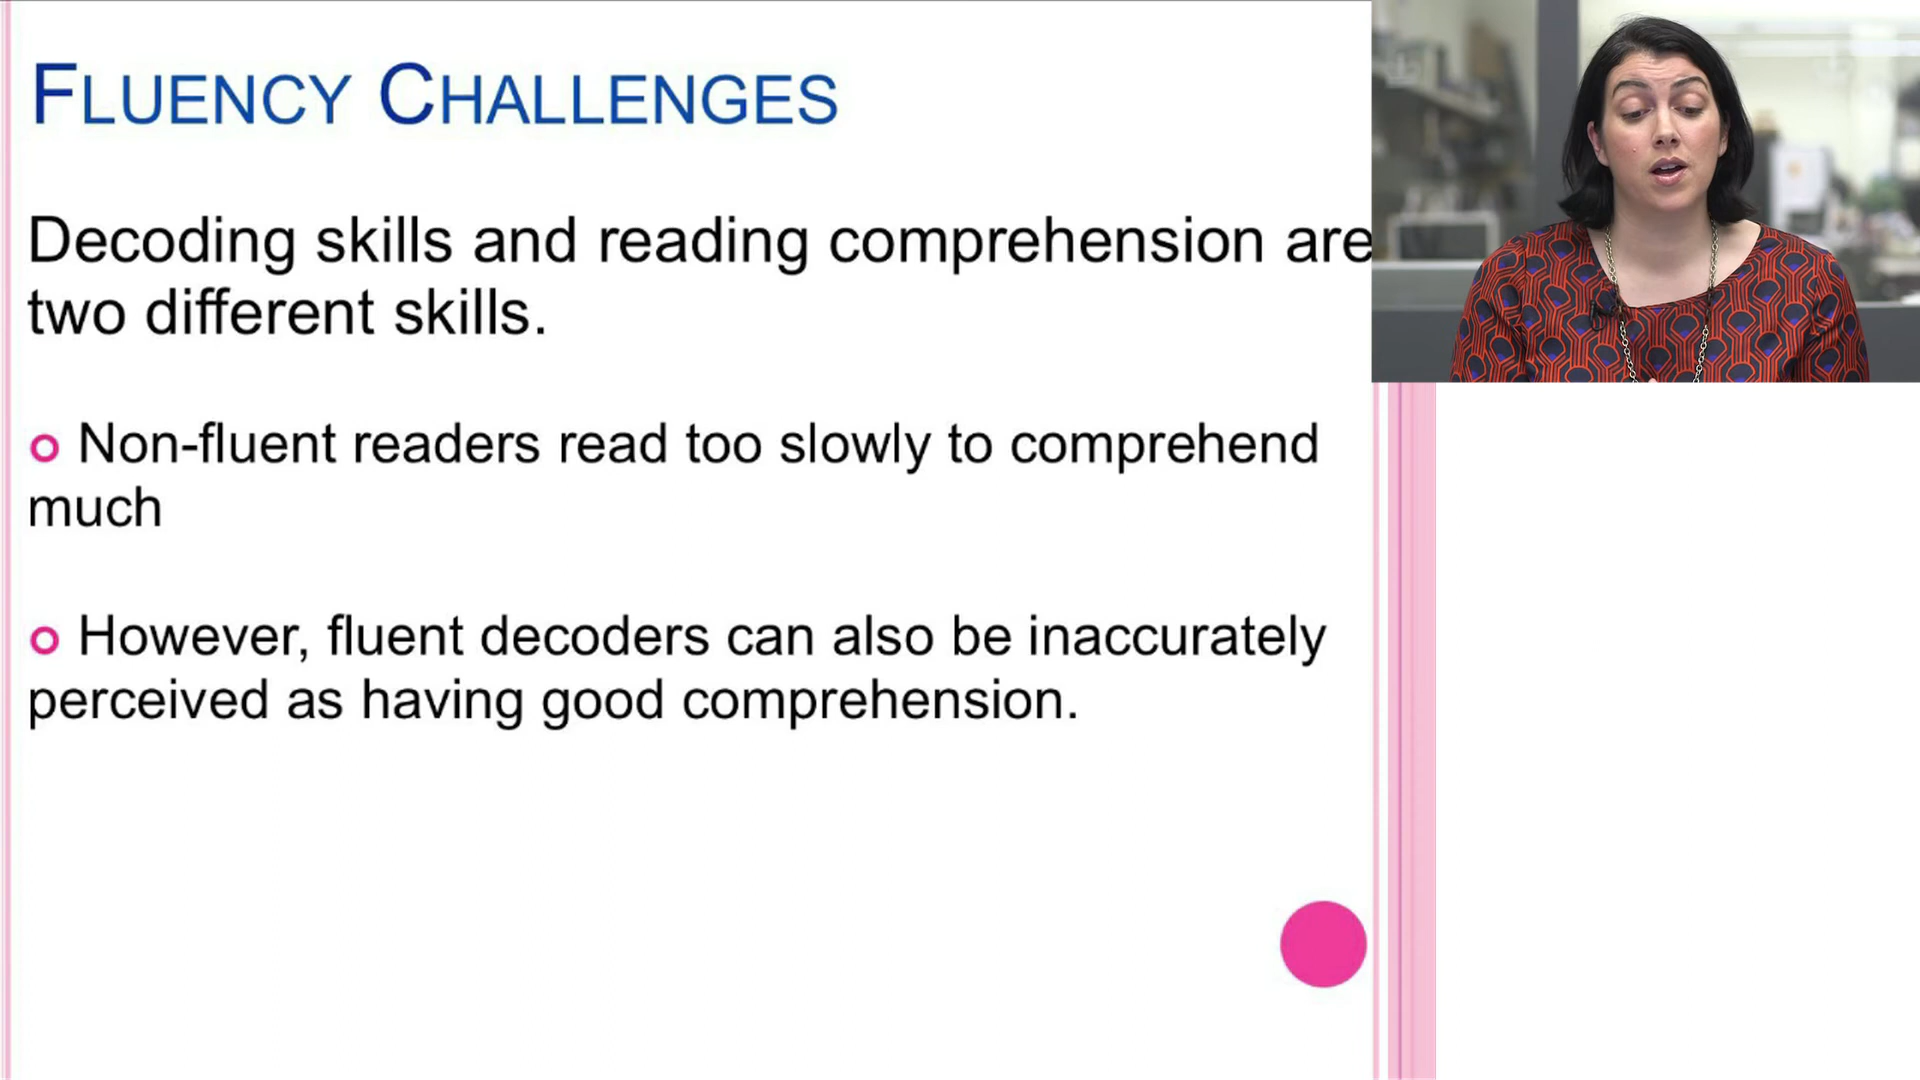 FLUENCY CHALLENGES
Decoding skills and reading comprehension are
two different skills.
Non-fluent readers read too slowly to comprehend
much
However, fluent decoders can also be inaccurately
perceived as having good comprehension.